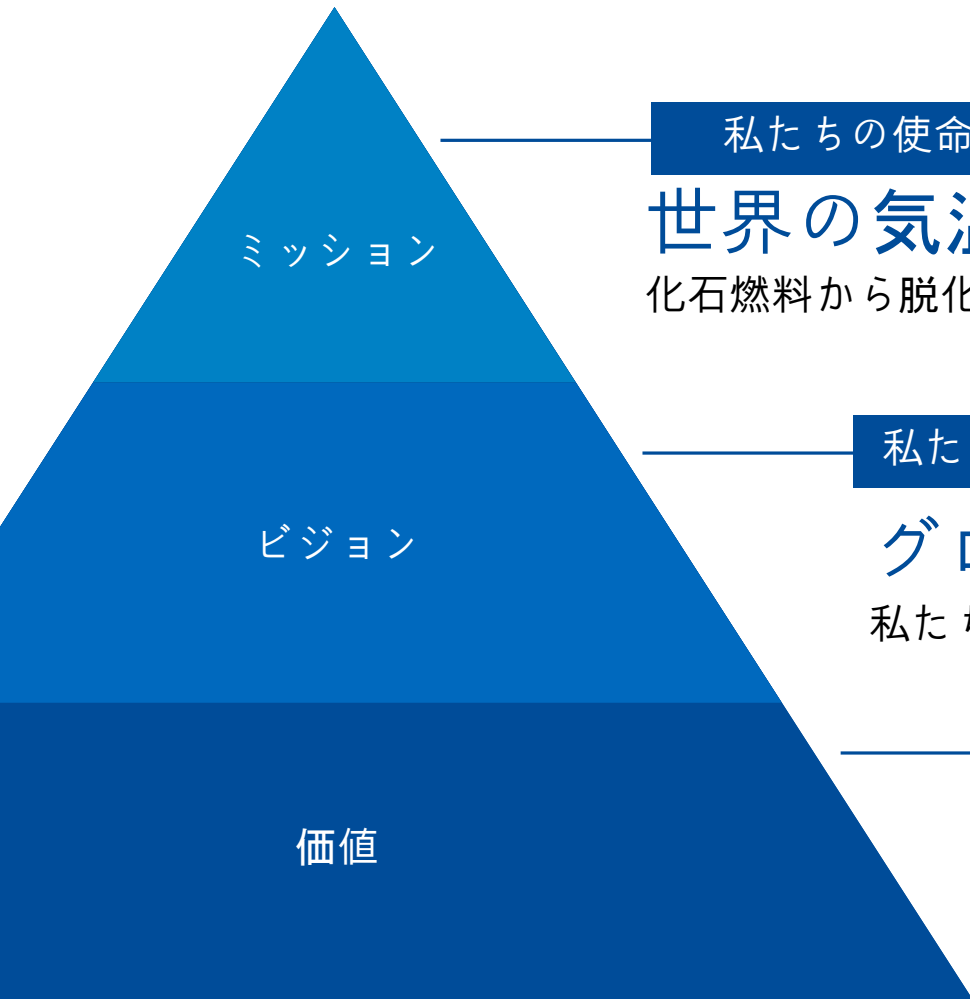 私たちの使命
世界の気
ミッション
化石燃料から脱化
私た
ビジョン
グロ
私た
価値